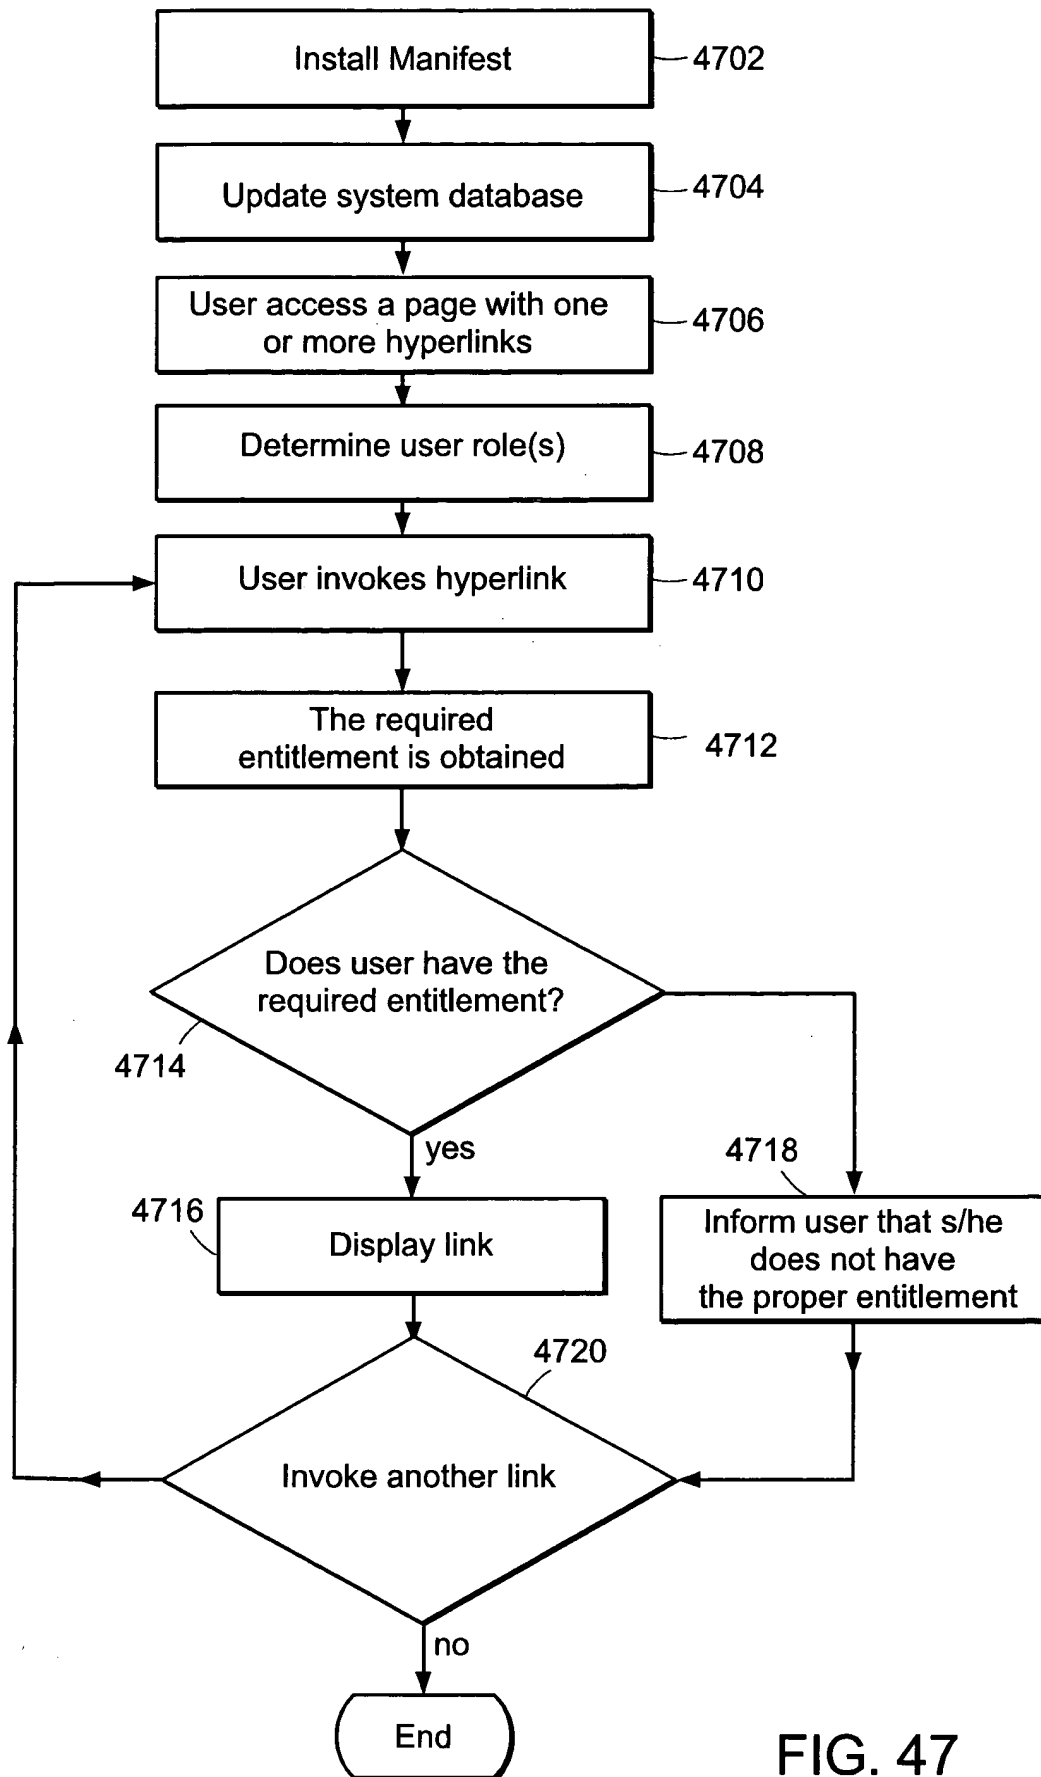 Install Manifest
4702
Update system database
4704
User access a page with one
or more hyperlinks
4706
Determine user role(s)
4708
User invokes hyperlink
4710
The required
entitlement is obtained
4712
Does user have the
required entitlement?
4714
yes
4718
4716
Display link
Inform user that s/he
does not have
the proper entitlement
4720
Invoke another link
no
End
FIG. 47